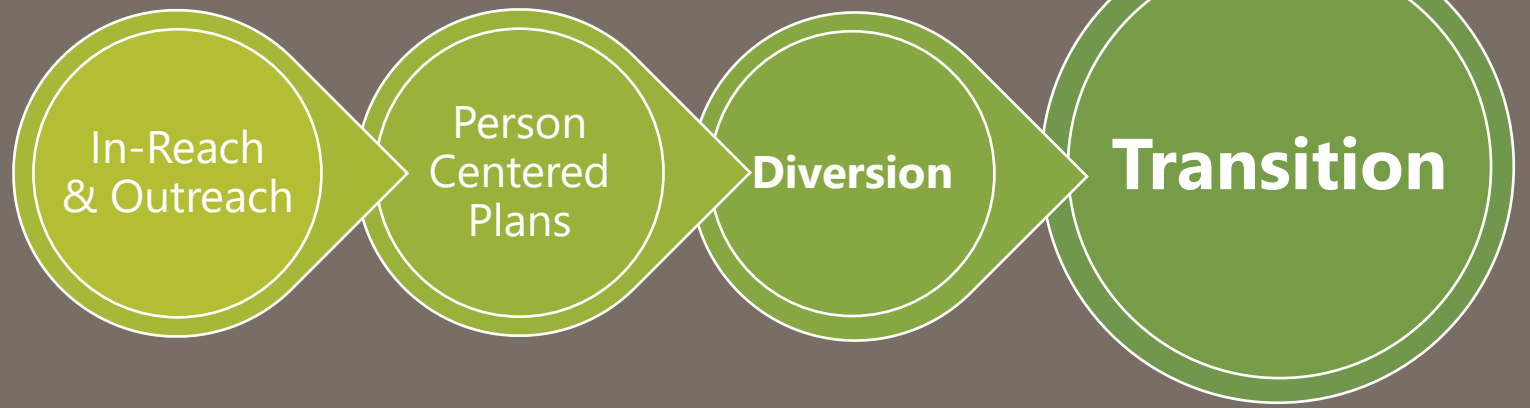 In-Reach
& Outreach
Person
Centered
Plans
Diversion
Transition